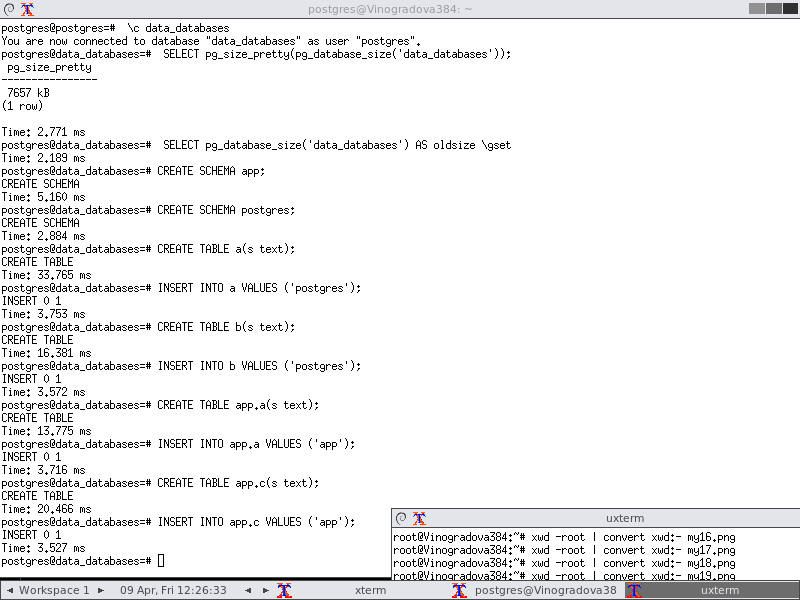 postgres@Vinogradova384: ~
postgres@postgres=#  \c data_databases
You are now connected to database "data_databases" as user "postgres".
postgres@data_databases=#  SELECT pg_size_pretty(pg_database_size('data_databases'));
 pg_size_pretty
----------------
 7657 kB
(1 row)
Time: 2.771 ms
postgres@data_databases=#  SELECT pg_database_size('data_databases') AS oldsize \gset
Time: 2.189 ms
postgres@data_databases=# CREATE SCHEMA app;
CREATE SCHEMA
Time: 5.160 ms
postgres@data_databases=# CREATE SCHEMA postgres;
CREATE SCHEMA
Time: 2.884 ms
postgres@data_databases=# CREATE TABLE a(s text);
CREATE TABLE
Time: 33.765 ms
postgres@data_databases=# INSERT INTO a VALUES ('postgres');
INSERT 0 1
Time: 3.753 ms
postgres@data_databases=# CREATE TABLE b(s text);
CREATE TABLE
Time: 16.381 ms
postgres@data_databases=# INSERT INTO b VALUES ('postgres');
INSERT 0 1
Time: 3.572 ms
postgres@data_databases=# CREATE TABLE app.a(s text);
CREATE TABLE
Time: 13.775 ms
postgres@data_databases=# INSERT INTO app.a VALUES ('app');
INSERT 0 1
Time: 3.716 ms
postgres@data_databases=# CREATE TABLE app.c(s text);
CREATE TABLE
Time: 20.466 ms
postgres@data_databases=# INSERT INTO app.c VALUES ('app');
INSERT 0 1
Time: 3.527 ms
postgres@data_databases=#
uxterm
root@Vinogradova384:~# xwd -root | convert xwd:- my16.png
root@Vinogradova384:~# xwd -root | convert xwd:- my17.png
root@Vinogradova384:~# xwd -root | convert xwd:- my18.png
root@Vinogradova384:~# xwd -root | convert xwd:- my19.png
Workspace 1
09 Apr, Fri 12:26:33
xterm
postgres@Vinogradova38
uxterm